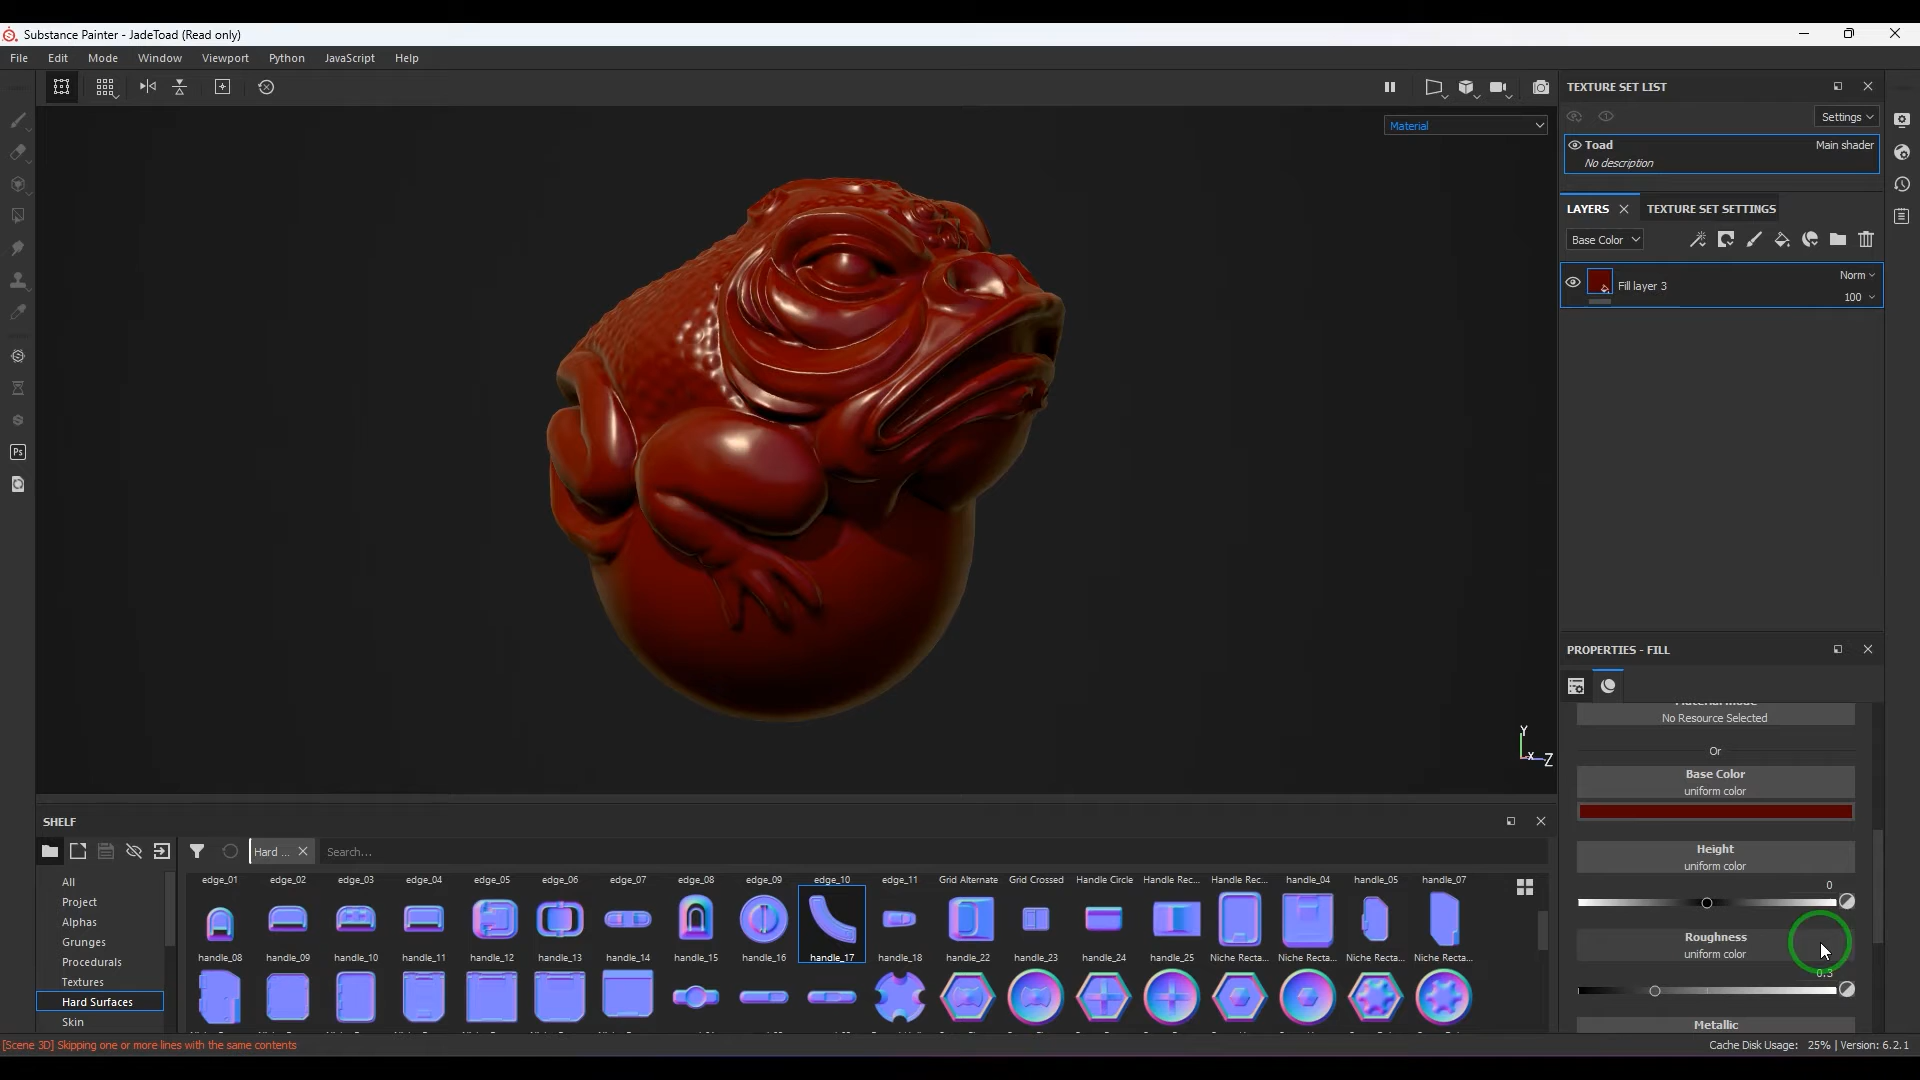 Substance Painter - JadeToad (Read only)
File Edit Mode Window Viewport Python JavaScript Help
Material
TEXTURE SET LIST
Settings
Toad Main shader
No description
LAYERS TEXTURE SET SETTINGS
Base Color
Norm
Fill layer 3
100
PROPERTIES - FILL
No Resource Selected
Or
Base Color
uniform color
Height
uniform color
0
Roughness
uniform color
0.3
Metallic
Y
X
Z
Ps
SHELF
Hard ... Search...
All
Project
Alphas
Grunges
Procedurals
Textures
Hard Surfaces
Skin
edge_01 edge_02 edge_03 edge_04 edge_05 edge_06 edge_07 edge_08 edge_09 edge_10 edge_11 Grid Alternate Grid Crossed Handle Circle Handle Rec... Handle Rec... handle_04 handle_05 handle_07
handle_08 handle_09 handle_10 handle_11 handle_12 handle_13 handle_14 handle_15 handle_16 handle_17 handle_18 handle_22 handle_23 handle_24 handle_25 Niche Recta... Niche Recta... Niche Recta... Niche Recta...
[Scene 3D] Skipping one or more lines with the same contents
Cache Disk Usage: 25% | Version: 6.2.1